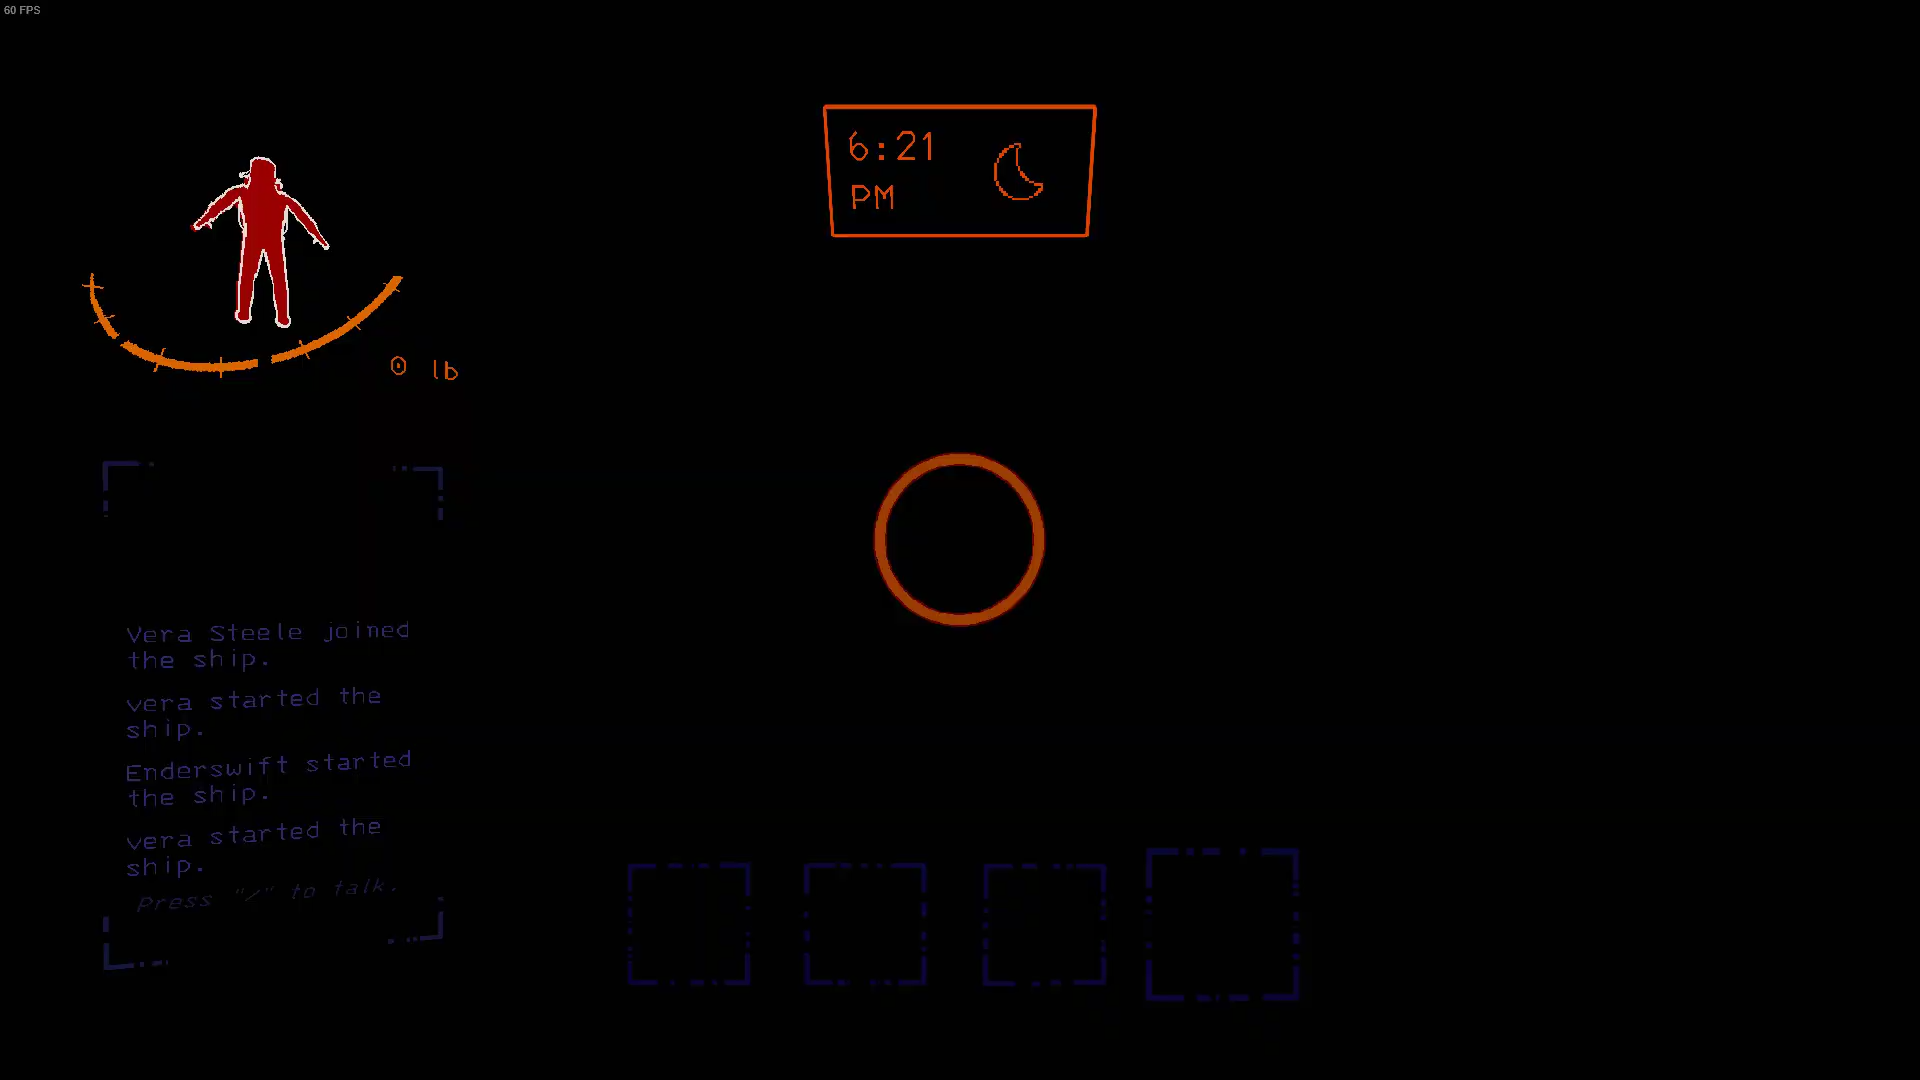 60 FPS
6:21
PM
0 lb
Vera Steele joined
the ship.
vera started the
ship.
Enderswift started
the ship.
vera started the
ship.
Press "/" to talk.